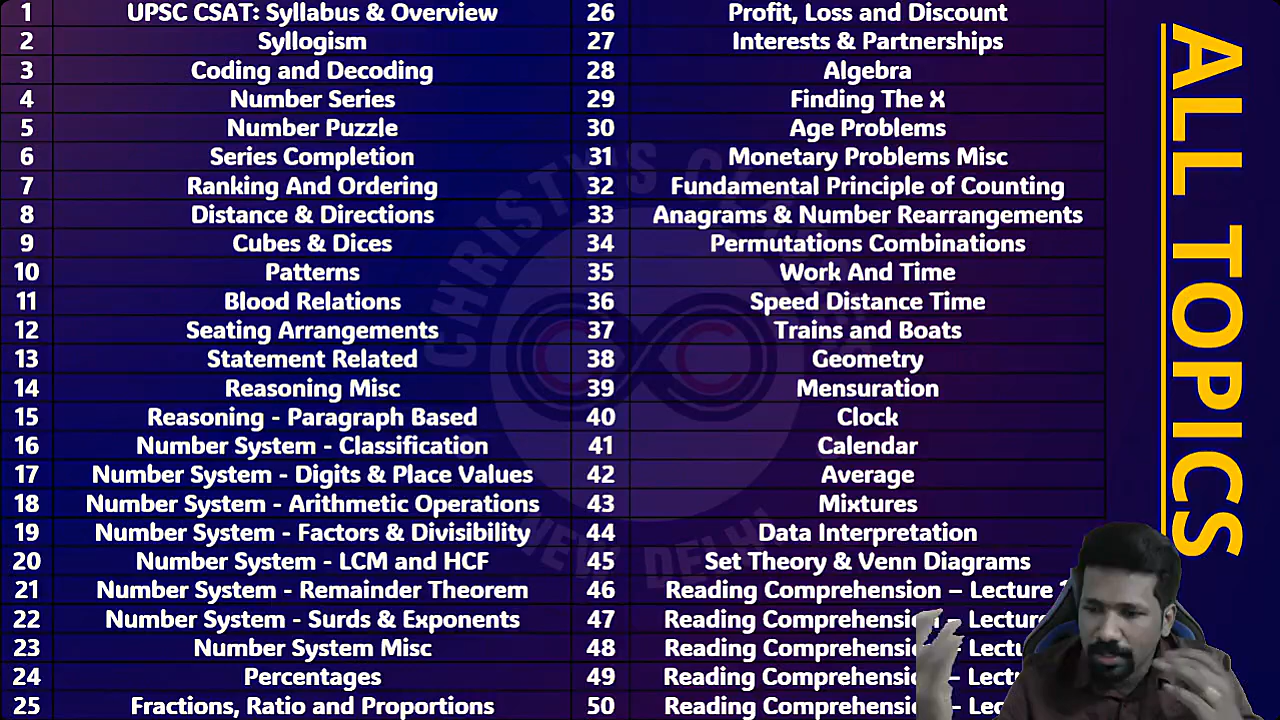 1 UPSC CSAT: Syllabus & Overview
2 Syllogism
3 Coding and Decoding
4 Number Series
5 Number Puzzle
6 Series Completion
7 Ranking And Ordering
8 Distance & Directions
9 Cubes & Dices
10 Patterns
11 Blood Relations
12 Seating Arrangements
13 Statement Related
14 Reasoning Misc
15 Reasoning - Paragraph Based
16 Number System - Classification
17 Number System - Digits & Place Values
18 Number System - Arithmetic Operations
19 Number System - Factors & Divisibility
20 Number System - LCM and HCF
21 Number System - Remainder Theorem
22 Number System - Surds & Exponents
23 Number System Misc
24 Percentages
25 Fractions, Ratio and Proportions
26 Profit, Loss and Discount
27 Interests & Partnerships
28 Algebra
29 Finding The X
30 Age Problems
31 Monetary Problems Misc
32 Fundamental Principle of Counting
33 Anagrams & Number Rearrangements
34 Permutations Combinations
35 Work And Time
36 Speed Distance Time
37 Trains and Boats
38 Geometry
39 Mensuration
40 Clock
41 Calendar
42 Average
43 Mixtures
44 Data Interpretation
45 Set Theory & Venn Diagrams
46 Reading Comprehension – Lecture
47 Reading
48 Reading
49 Reading
50 Reading
ALL TOPICS
CHRISTY'S
NEW DELHI